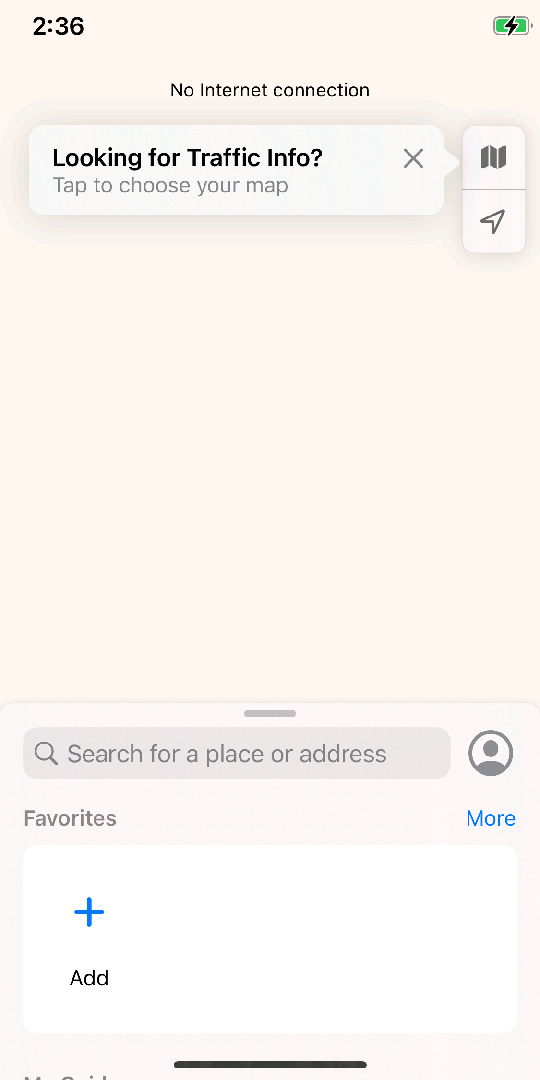 2:36
No Internet connection
Looking for Traffic Info?
Tap to choose your map
Search for a place or address
Favorites
More
Add